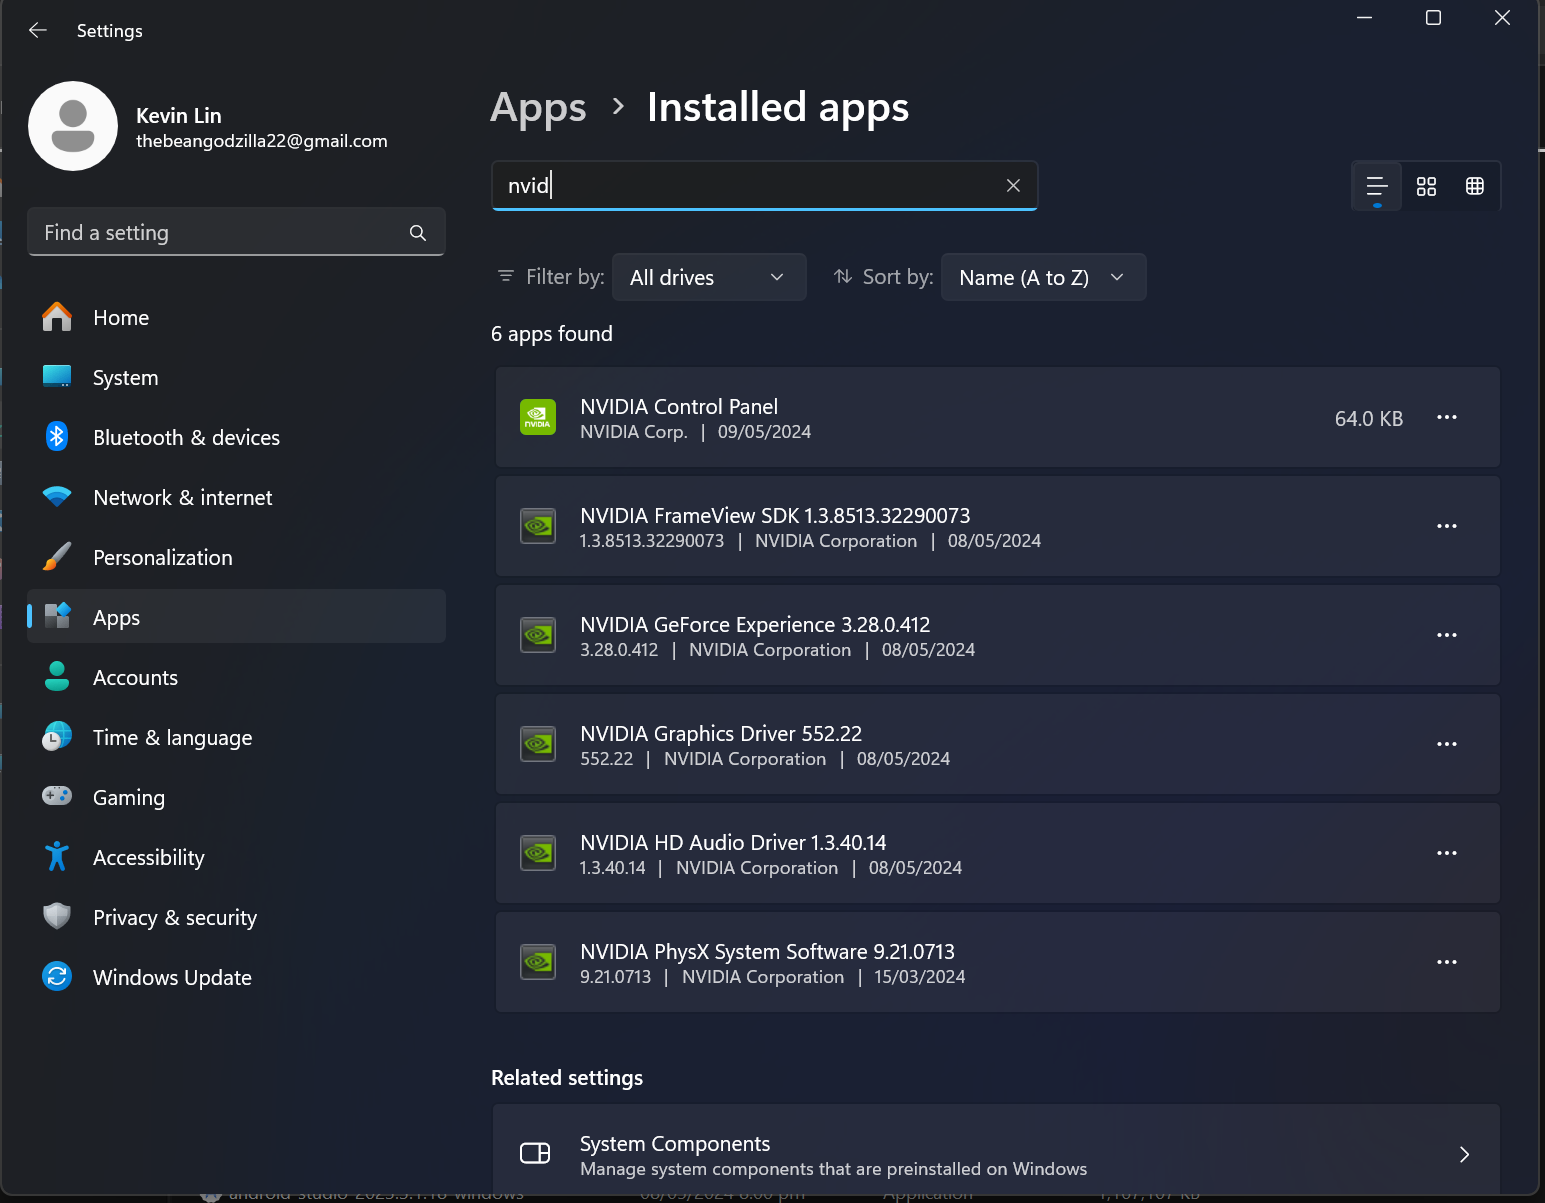 Settings
Kevin Lin
thebeangodzilla22@gmail.com
Find a setting
Home
System
Bluetooth & devices
Network & internet
Personalization
Apps
Accounts
Time & language
Gaming
Accessibility
Privacy & security
Windows Update
Apps > Installed apps
nvid
Filter by: All drives Sort by: Name (A to Z)
6 apps found
NVIDIA Control Panel
NVIDIA Corp. | 09/05/2024
64.0 KB
NVIDIA
NVIDIA FrameView SDK 1.3.8513.32290073
1.3.8513.32290073 | NVIDIA Corporation | 08/05/2024
NVIDIA GeForce Experience 3.28.0.412
3.28.0.412 | NVIDIA Corporation | 08/05/2024
NVIDIA Graphics Driver 552.22
552.22 | NVIDIA Corporation | 08/05/2024
NVIDIA HD Audio Driver 1.3.40.14
1.3.40.14 | NVIDIA Corporation | 08/05/2024
NVIDIA PhysX System Software 9.21.0713
9.21.0713 | NVIDIA Corporation | 15/03/2024
Related settings
System Components
Manage system components that are preinstalled on Windows
Application